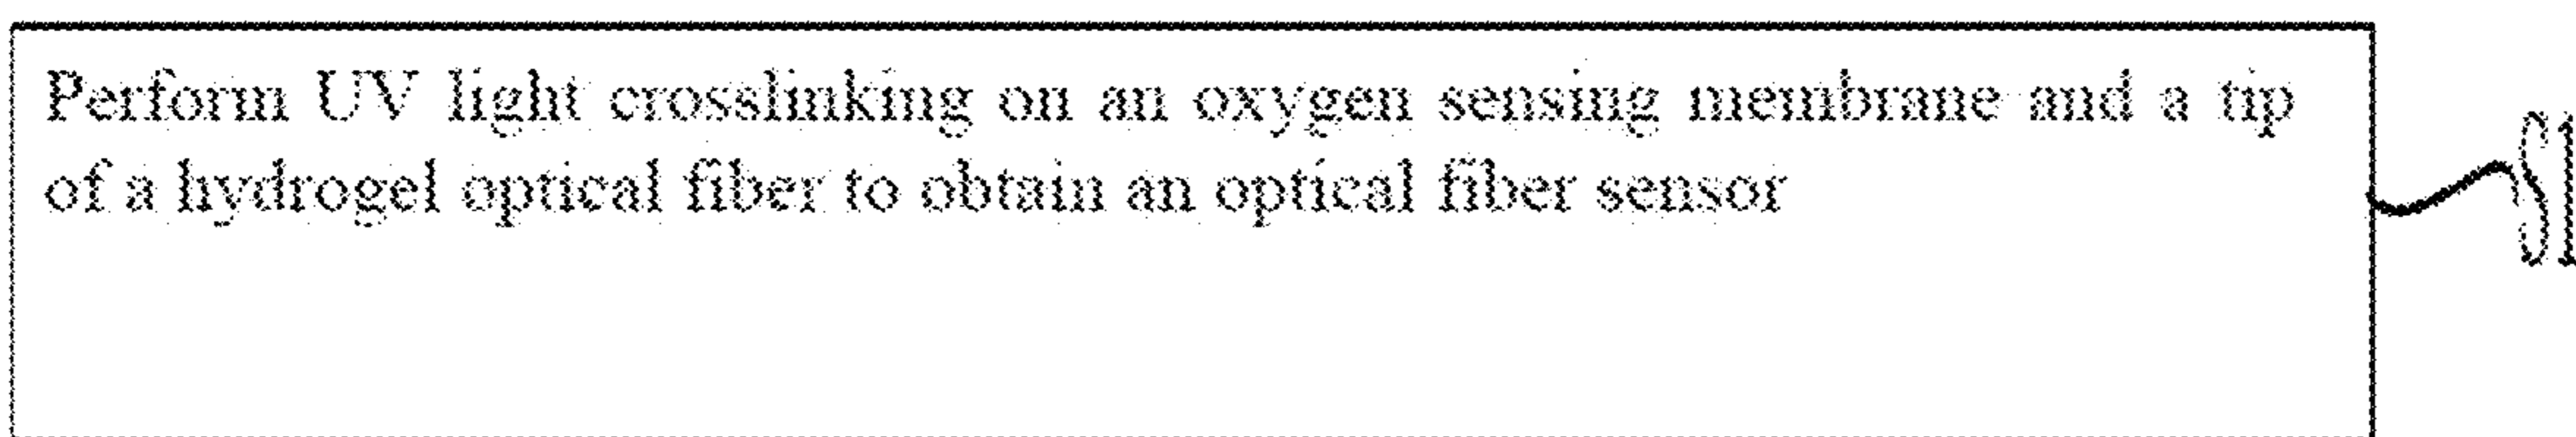 Perform UV light crosslinking on an oxygen sensing membrane and a tip
of a hydrogel optical fiber to obtain an optical fiber sensor
S1